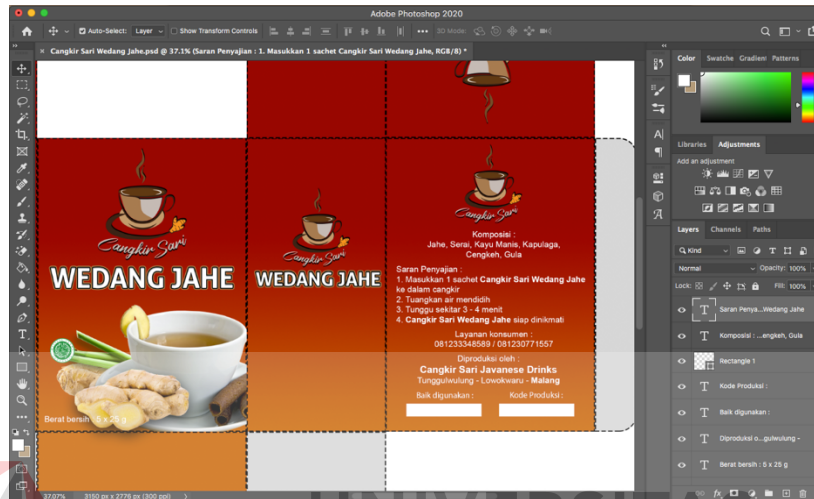 Adobe Photoshop 2020
Auto-Select: Layer Show Transform Controls 3D Mode:
× Cangkir Sari Wedang Jahe.psd @ 37.1% (Saran Penyajian : 1. Masukkan 1 sachet Cangkir Sari Wedang Jahe, RGB/8) *
Cangkir Sari
WEDANG JAHE
Berat bersih : 5 x 25 g
Cangkir Sari
WEDANG JAHE
Cangkir Sari
Komposisi :
Jahe, Serai, Kayu Manis, Kapulaga,
Cengkeh, Gula
Saran Penyajian :
1. Masukkan 1 sachet Cangkir Sari Wedang Jahe
ke dalam cangkir
2. Tuangkan air mendidih
3. Tunggu sekitar 3 - 4 menit
4. Cangkir Sari Wedang Jahe siap dinikmati
Layanan konsumen :
081233348589 / 081230771557
Diproduksi oleh :
Cangkir Sari Javanese Drinks
Tunggulwulung - Lowokwaru - Malang
Baik digunakan : Kode Produksi :
37.07% 3150 px x 2776 px (300 ppi)
Color Swatche Gradien Patterns
Libraries Adjustments
Add an adjustment
Layers Channels Paths
Kind
Normal Opacity: 100%
Lock: Fill: 100%
Saran Penya...Wedang Jahe
Komposisi : ...engkeh, Gula
Rectangle 1
Kode Produksi :
Baik digunakan :
Diproduksi o...gulwulung -
Berat bersih : 5 x 25 g